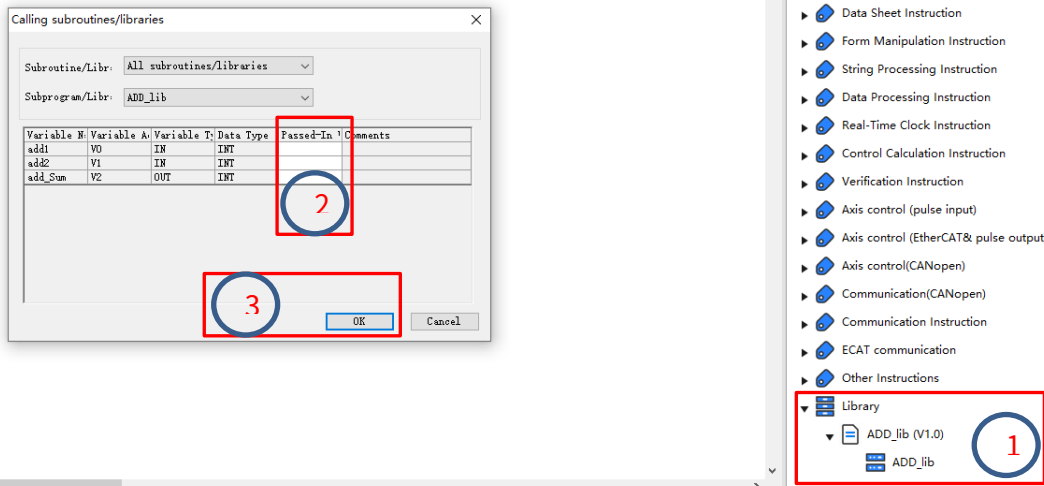 Calling subroutines/libraries
Subroutine/Libr: All subroutines/libraries
Subprogram/Libr: ADD_lib
Variable N: Variable A: Variable T: Data Type Passed-In V Comments
add1 V0 IN INT
add2 V1 IN INT
add_Sum V2 OUT INT
2
3
OK Cancel
Data Sheet Instruction
Form Manipulation Instruction
String Processing Instruction
Data Processing Instruction
Real-Time Clock Instruction
Control Calculation Instruction
Verification Instruction
Axis control (pulse input)
Axis control (EtherCAT& pulse output
Axis control(CANopen)
Communication(CANopen)
Communication Instruction
ECAT communication
Other Instructions
Library
ADD_lib (V1.0)
ADD_lib
1